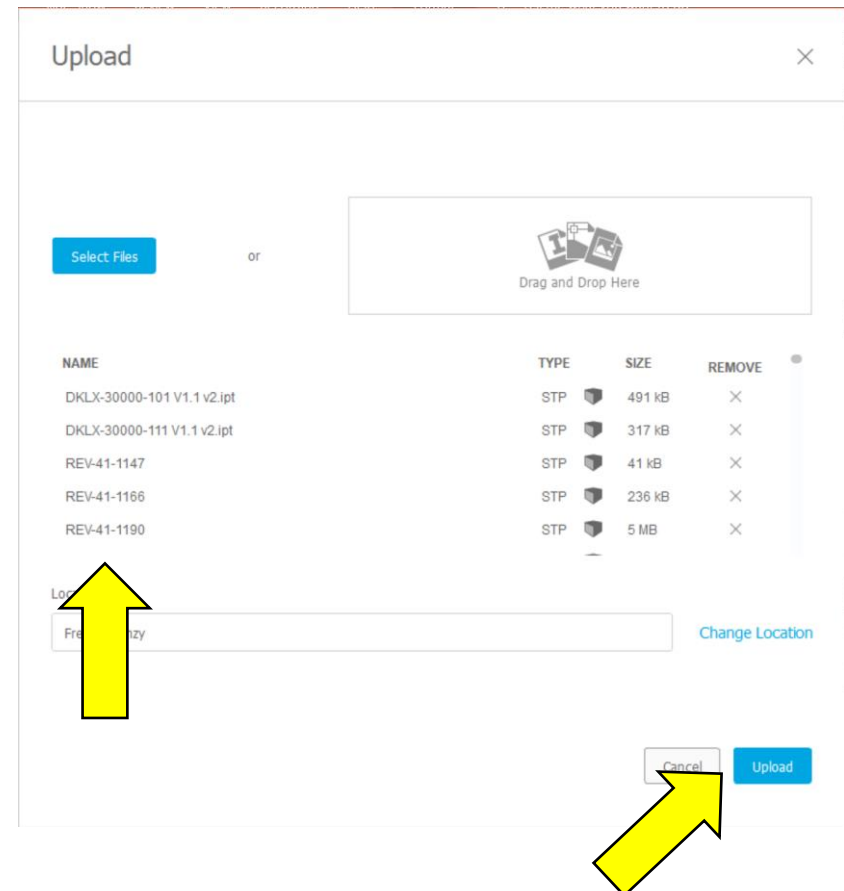 Upload
Select Files or
Drag and Drop Here
NAME TYPE SIZE REMOVE
DKLX-30000-101 V1.1 v2.ipt STP 491 kB
DKLX-30000-111 V1.1 v2.ipt STP 317 kB
REV-41-1147 STP 41 kB
REV-41-1166 STP 236 kB
REV-41-1190 STP 5 MB
Change Location
Cancel Upload